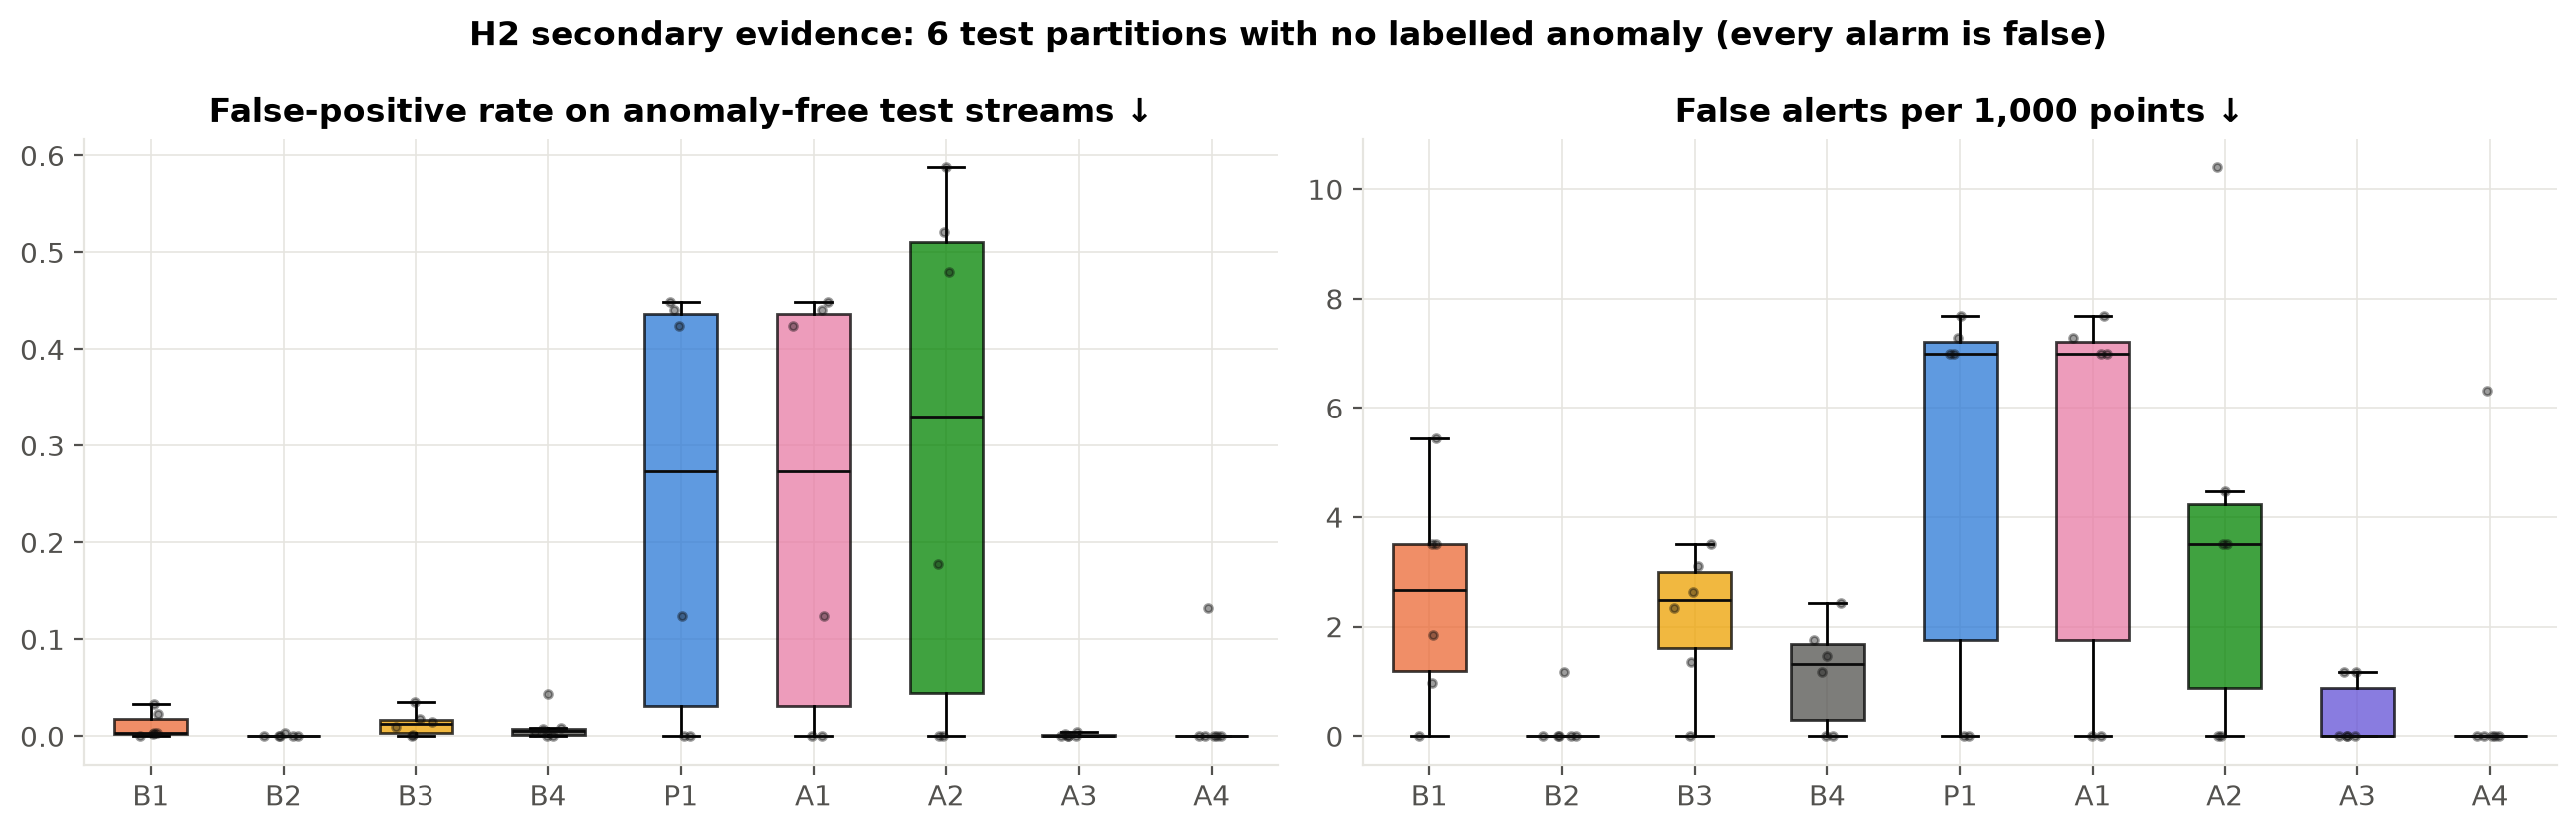 H2 secondary evidence: 6 test partitions with no labelled anomaly (every alarm is false)
False-positive rate on anomaly-free test streams ↓
0.6
0.5
0.4
0.3
0.2
0.1
0.0
B1 B2 B3 B4 P1 A1 A2 A3 A4
False alerts per 1,000 points ↓
10
8
6
4
2
0
B1 B2 B3 B4 P1 A1 A2 A3 A4